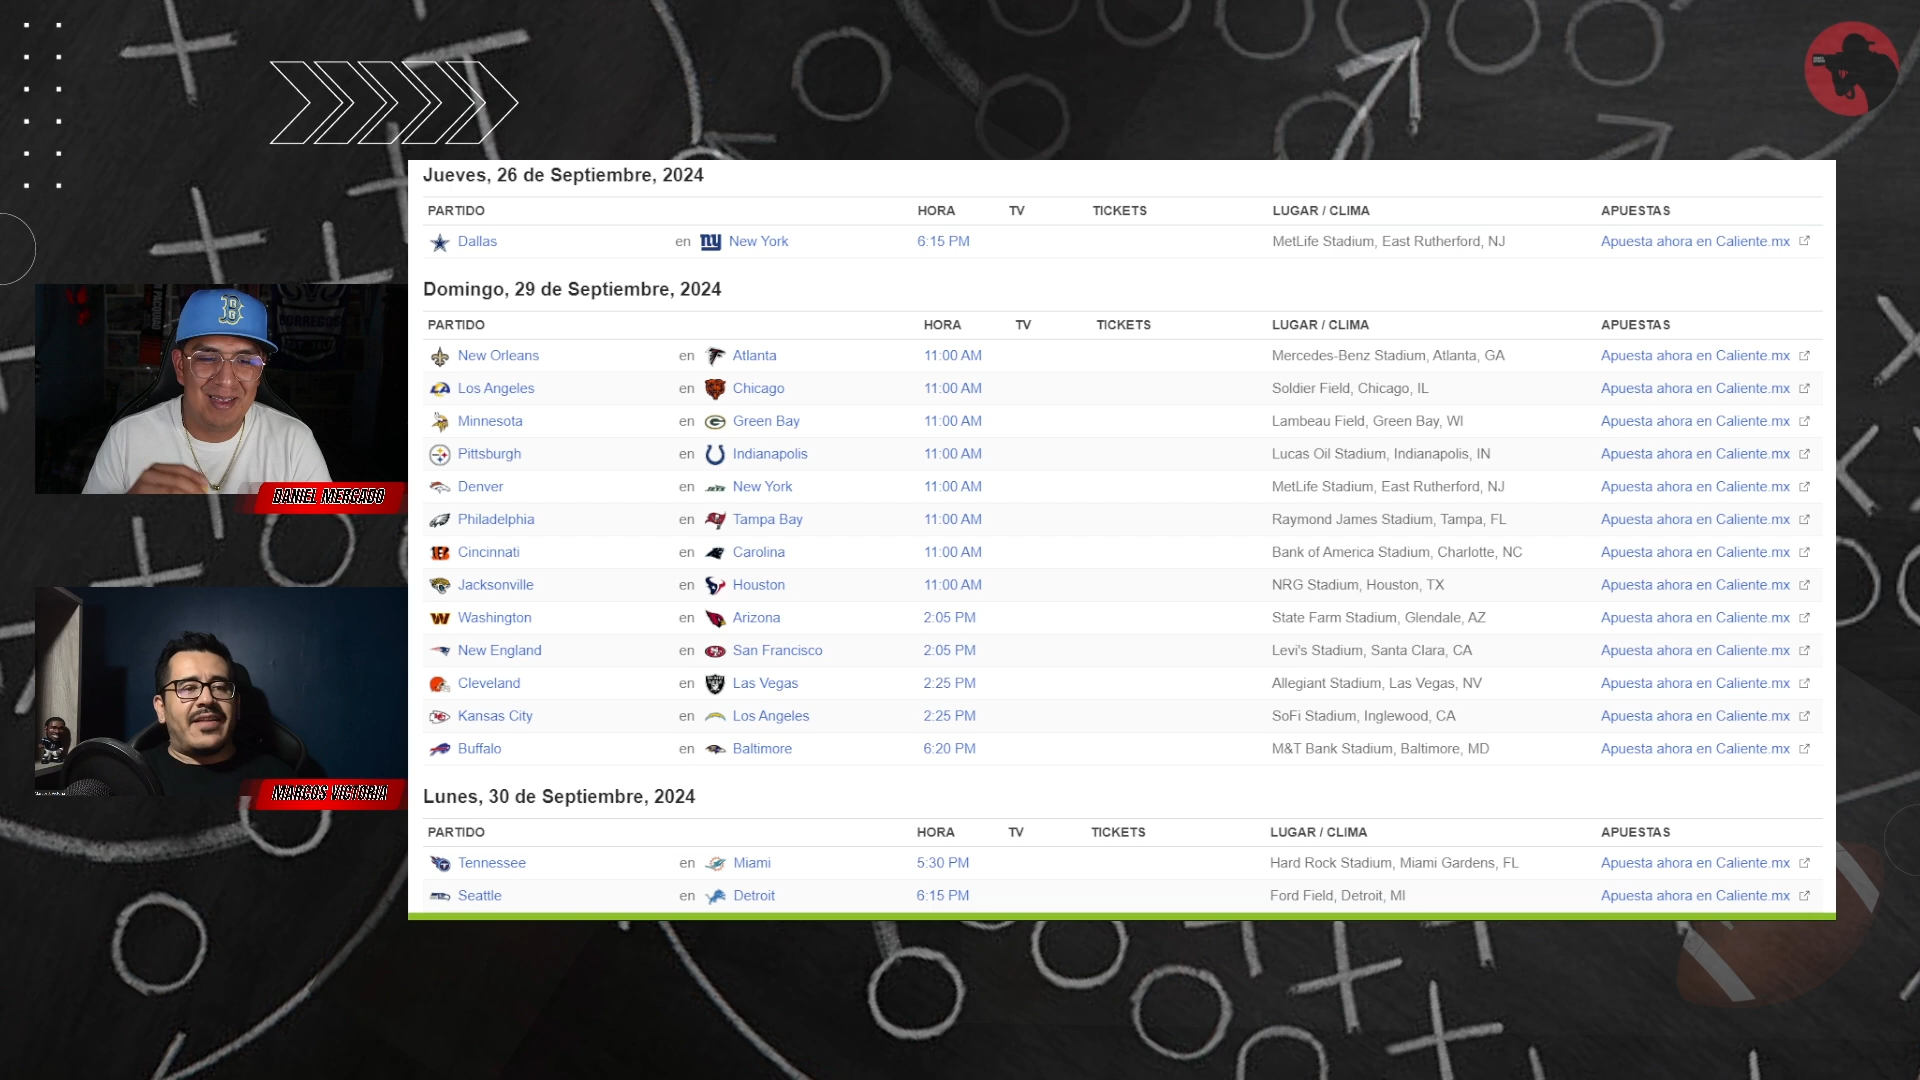 Jueves, 26 de Septiembre, 2024
PARTIDO HORA TV TICKETS LUGAR / CLIMA APUESTAS
Dallas en ny New York 6:15 PM MetLife Stadium, East Rutherford, NJ Apuesta ahora en Caliente.mx
Domingo, 29 de Septiembre, 2024
PARTIDO HORA TV TICKETS LUGAR / CLIMA APUESTAS
New Orleans en Atlanta 11:00 AM Mercedes-Benz Stadium, Atlanta, GA Apuesta ahora en Caliente.mx
Los Angeles en Chicago 11:00 AM Soldier Field, Chicago, IL Apuesta ahora en Caliente.mx
Minnesota en Green Bay 11:00 AM Lambeau Field, Green Bay, WI Apuesta ahora en Caliente.mx
Pittsburgh en Indianapolis 11:00 AM Lucas Oil Stadium, Indianapolis, IN Apuesta ahora en Caliente.mx
Denver en New York 11:00 AM MetLife Stadium, East Rutherford, NJ Apuesta ahora en Caliente.mx
Philadelphia en Tampa Bay 11:00 AM Raymond James Stadium, Tampa, FL Apuesta ahora en Caliente.mx
Cincinnati en Carolina 11:00 AM Bank of America Stadium, Charlotte, NC Apuesta ahora en Caliente.mx
Jacksonville en Houston 11:00 AM NRG Stadium, Houston, TX Apuesta ahora en Caliente.mx
Washington en Arizona 2:05 PM State Farm Stadium, Glendale, AZ Apuesta ahora en Caliente.mx
New England en San Francisco 2:05 PM Levi's Stadium, Santa Clara, CA Apuesta ahora en Caliente.mx
Cleveland en Las Vegas 2:25 PM Allegiant Stadium, Las Vegas, NV Apuesta ahora en Caliente.mx
Kansas City en Los Angeles 2:25 PM SoFi Stadium, Inglewood, CA Apuesta ahora en Caliente.mx
Buffalo en Baltimore 6:20 PM M&T Bank Stadium, Baltimore, MD Apuesta ahora en Caliente.mx
Lunes, 30 de Septiembre, 2024
PARTIDO HORA TV TICKETS LUGAR / CLIMA APUESTAS
Tennessee en Miami 5:30 PM Hard Rock Stadium, Miami Gardens, FL Apuesta ahora en Caliente.mx
Seattle en Detroit 6:15 PM Ford Field, Detroit, MI Apuesta ahora en Caliente.mx
B
DANIEL MERCADO
MARCOS VICTORIA